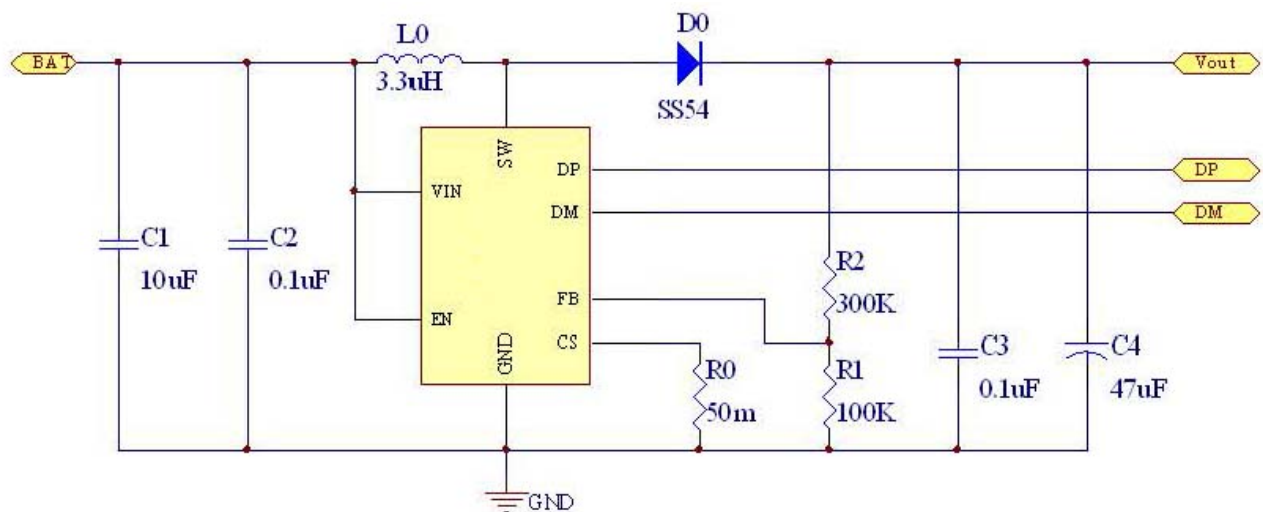 D0
L0
BAT
Vout
3.3uH
SS54
SW
DP
DP
VIN
DM
DM
C1
C2
R2
10uF
0.1uF
FB
300K
EN
GND
CS
C3
C4
R0
R1
0.1uF
47uF
50m
100K
GND